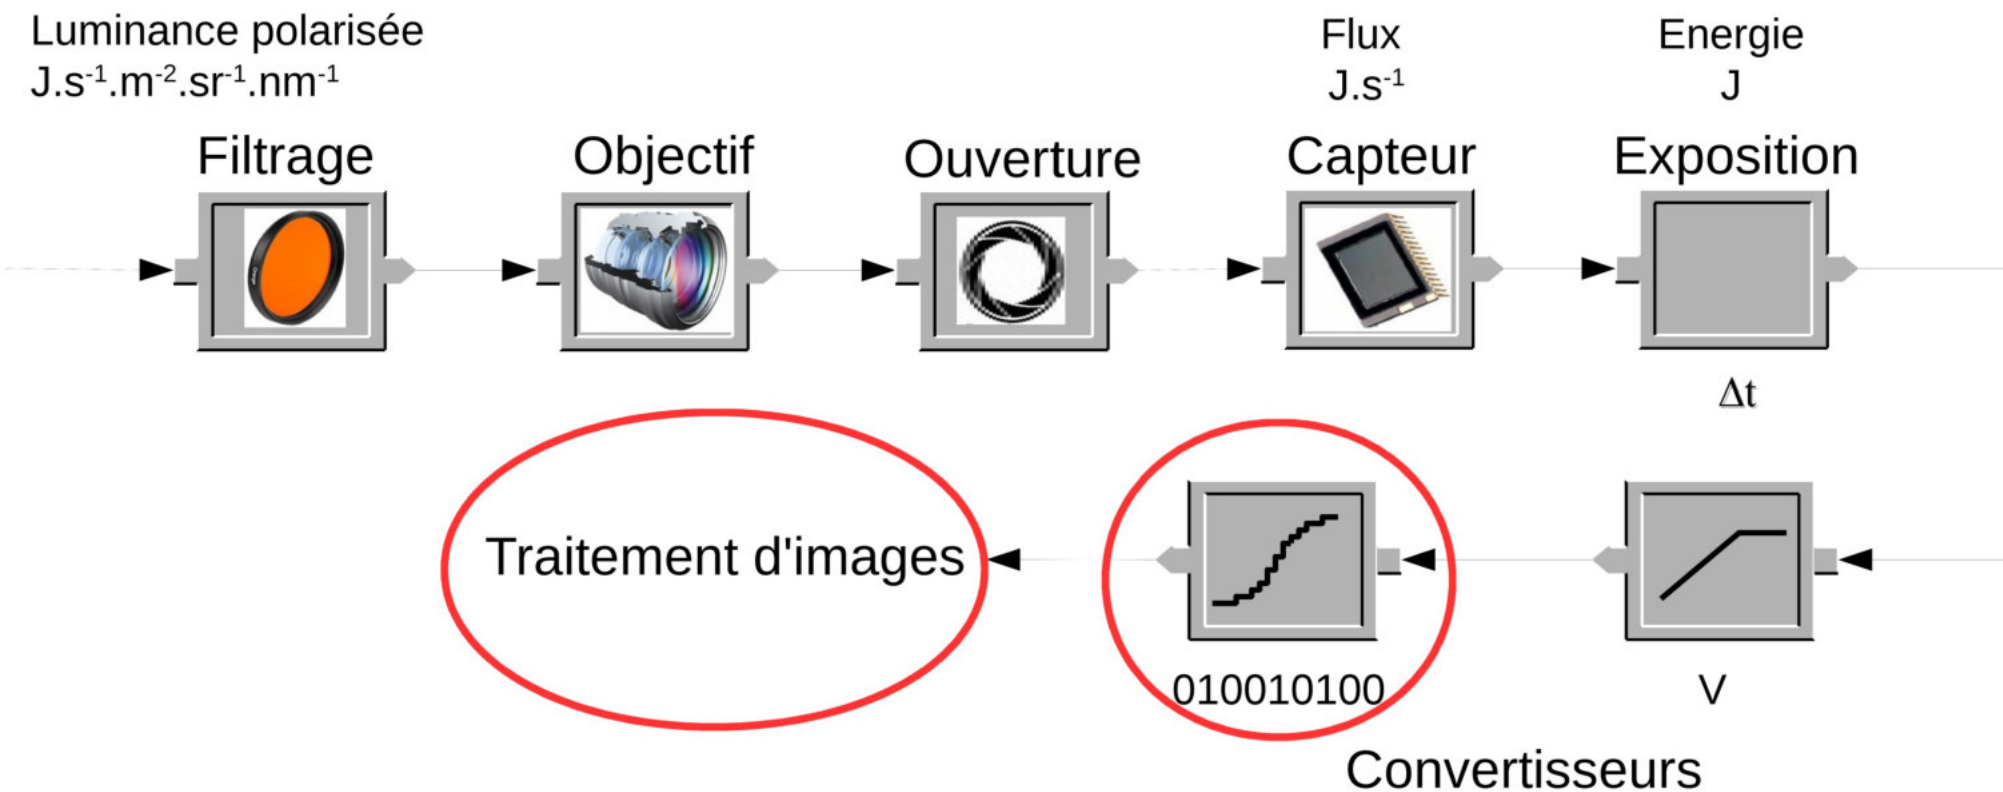 Luminance polarisée
J.s⁻¹.m⁻².sr⁻¹.nm⁻¹
Flux
J.s⁻¹
Energie
J
Filtrage
Objectif
Ouverture
Capteur
Exposition
Δt
Traitement d'images
010010100
V
Convertisseurs